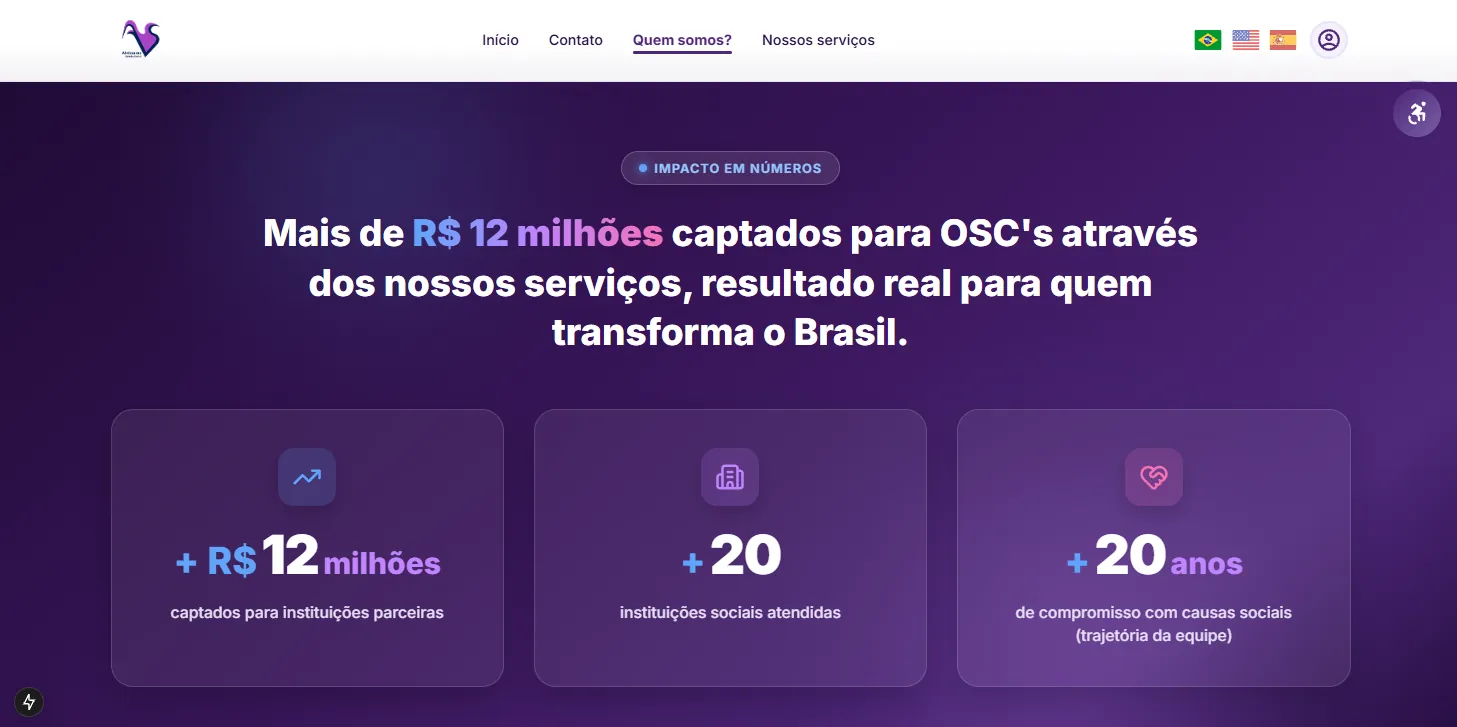 Início
Contato
Quem somos?
Nossos serviços
IMPACTO EM NÚMEROS
Mais de R$ 12 milhões captados para OSC's através
dos nossos serviços, resultado real para quem
transforma o Brasil.
+ R$ 12 milhões
captados para instituições parceiras
+ 20
instituições sociais atendidas
+ 20 anos
de compromisso com causas sociais
(trajetória da equipe)